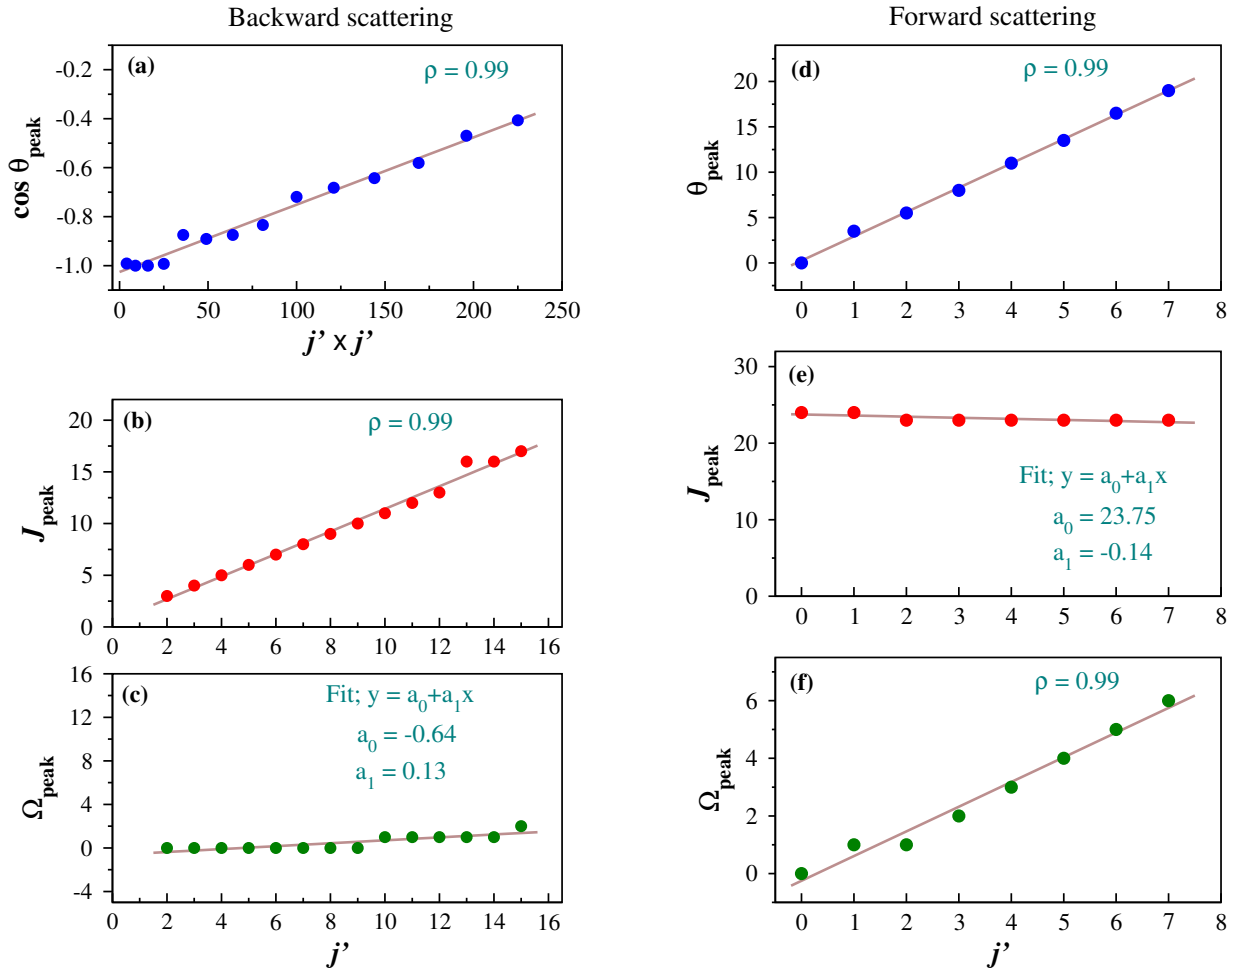 Backward scattering
(a)
ρ = 0.99
-0.2
-0.4
-0.6
-0.8
-1.0
cos θpeak
0 50 100 150 200 250
j’ x j’
(b)
ρ = 0.99
20
15
10
5
0
Jpeak
0 2 4 6 8 10 12 14 16
(c)
Fit; y = a0+a1x
a0 = -0.64
a1 = 0.13
16
12
8
4
0
-4
Ωpeak
0 2 4 6 8 10 12 14 16
j’
Forward scattering
(d)
ρ = 0.99
20
15
10
5
0
θpeak
0 1 2 3 4 5 6 7 8
(e)
30
20
10
0
Jpeak
Fit; y = a0+a1x
a0 = 23.75
a1 = -0.14
0 1 2 3 4 5 6 7 8
(f)
ρ = 0.99
6
4
2
0
Ωpeak
0 1 2 3 4 5 6 7 8
j’